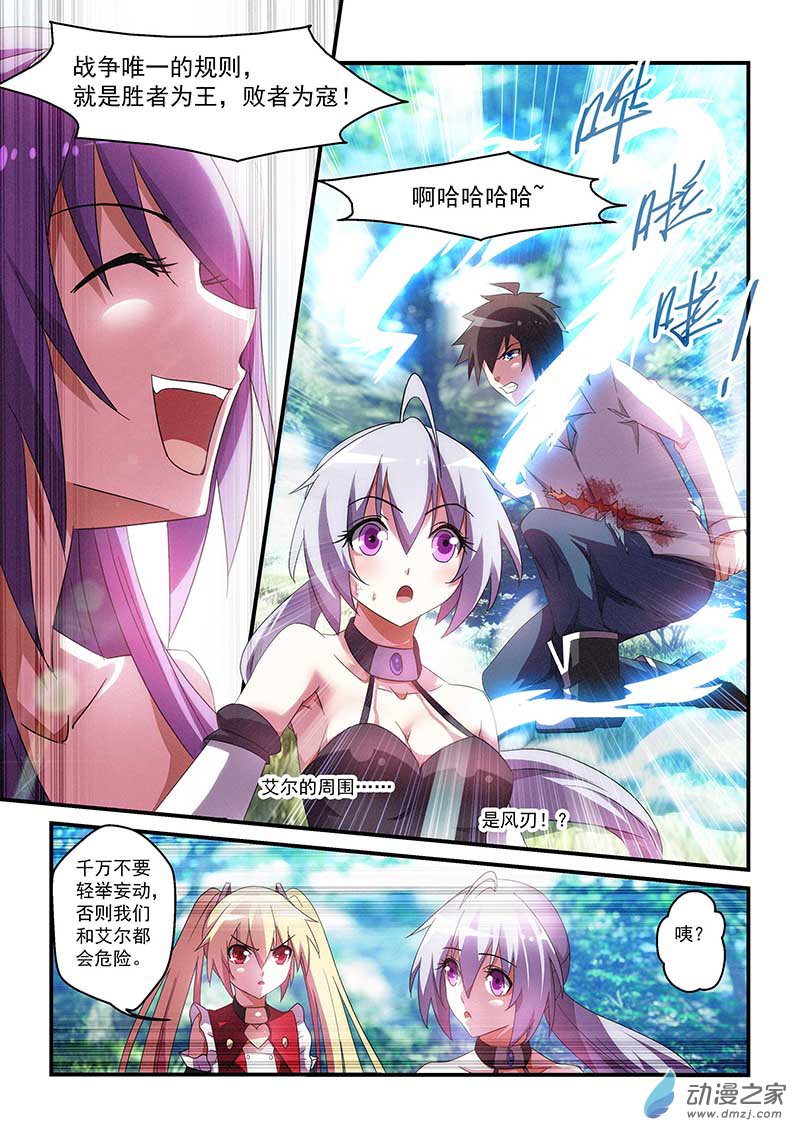 战争唯一的规则，
就是胜者为王，败者为寇！
啊哈哈哈哈~
哗
啦
啦
！
艾尔的周围……
是风刃！？
千万不要
轻举妄动，
否则我们
和艾尔都
会危险。
咦？
动漫之家
www.dmzj.com